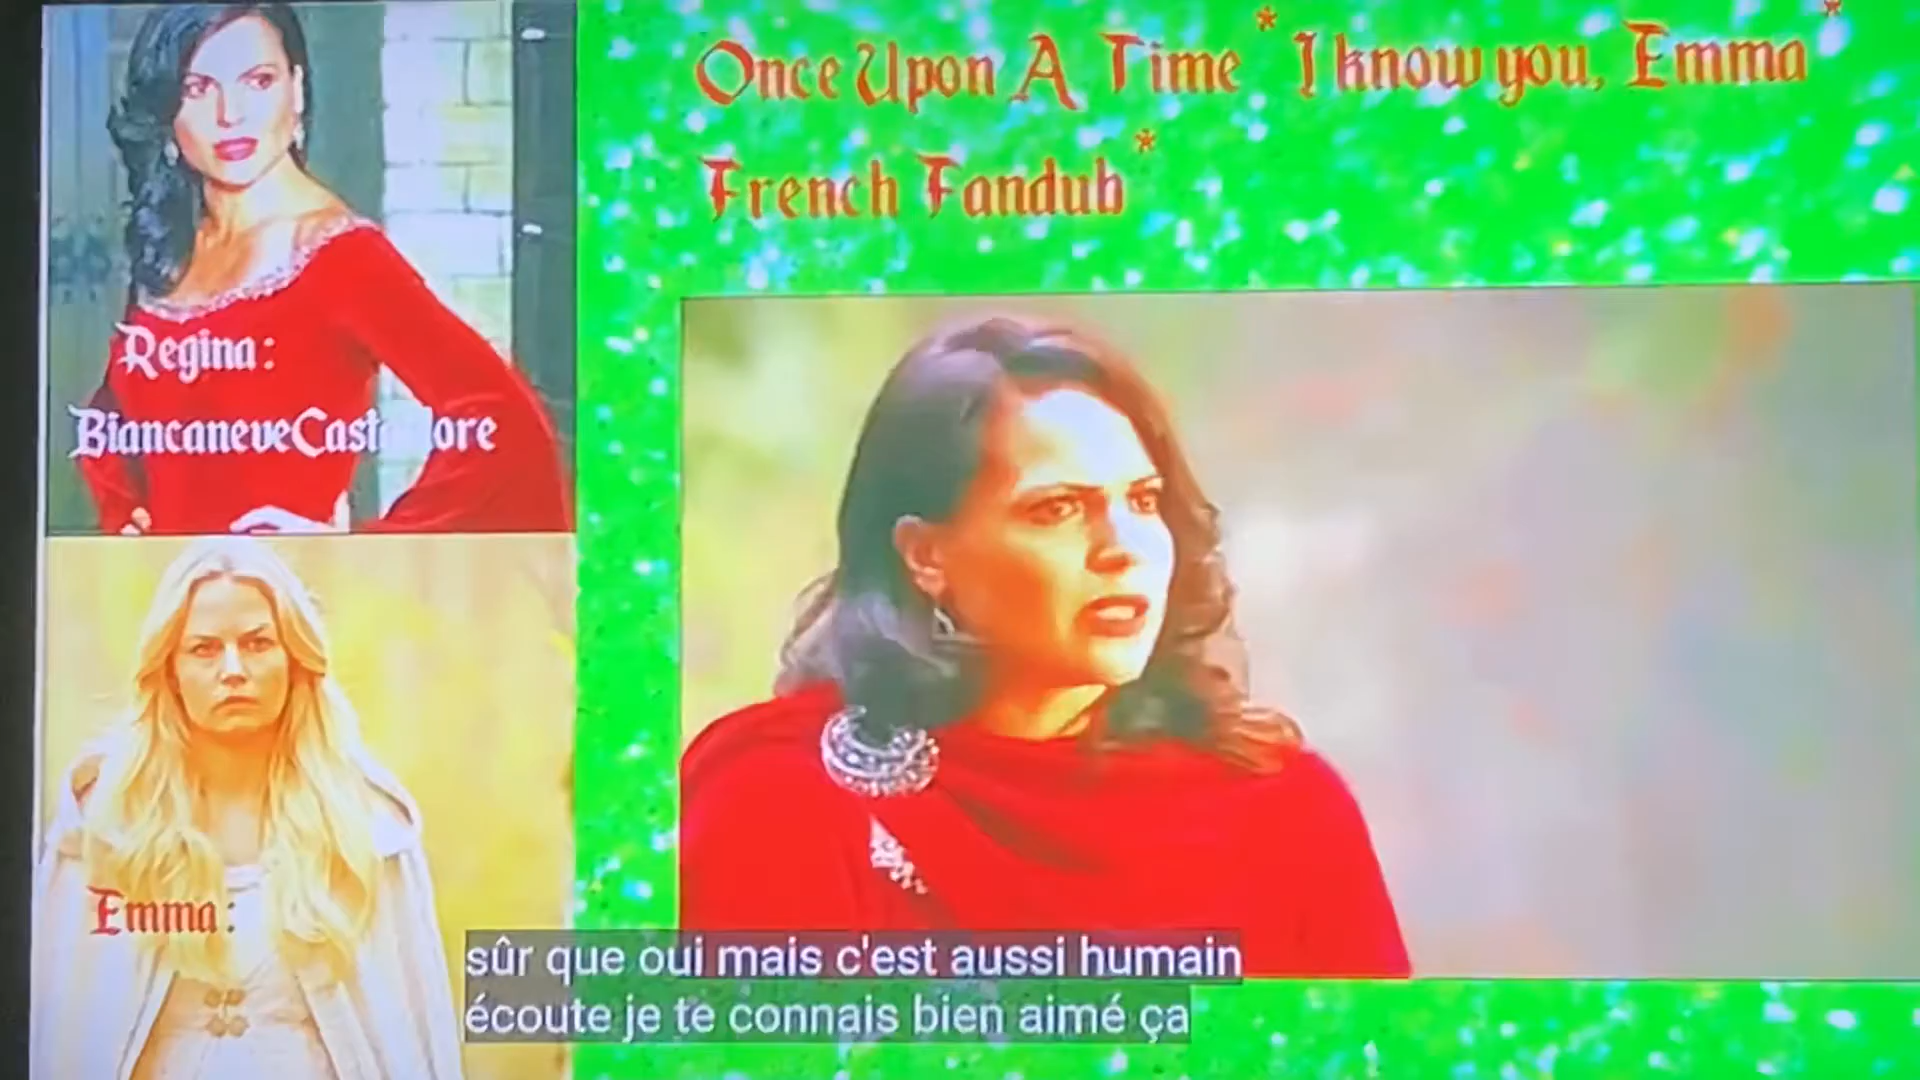 Once Upon A Time * I know you, Emma *
French Fandub *
Regina:
Emma:
sûr que oui mais c'est aussi humain
écoute je te connais bien aimé ça